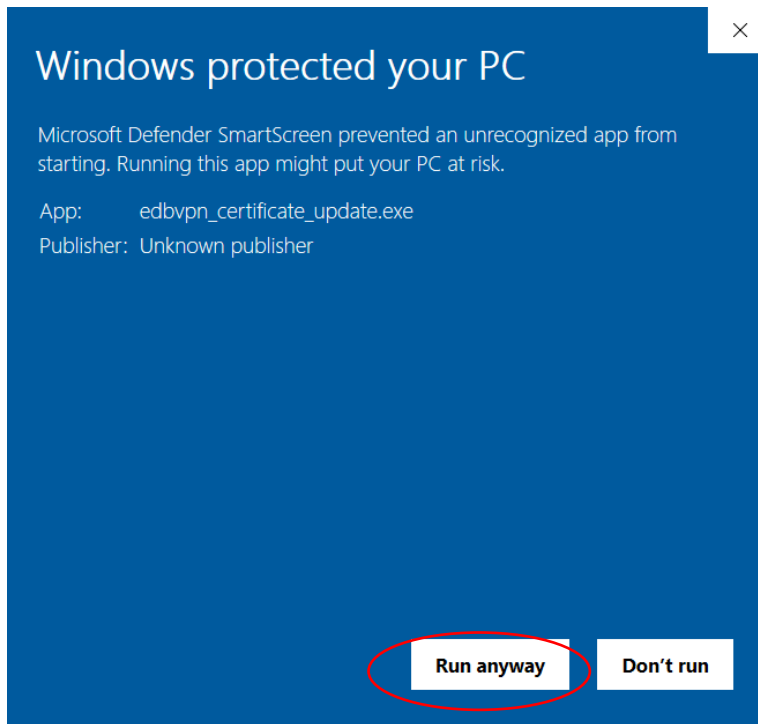 Windows protected your PC
Microsoft Defender SmartScreen prevented an unrecognized app from
starting. Running this app might put your PC at risk.
App: edbvpn_certificate_update.exe
Publisher: Unknown publisher
Run anyway Don’t run